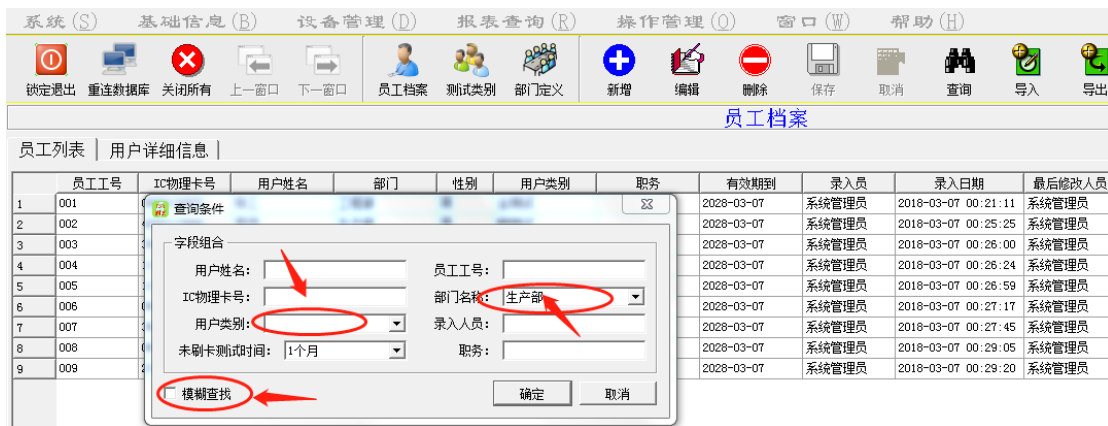 系统(S) 基础信息(B) 设备管理(D) 报表查询(R) 操作管理(O) 窗口(W) 帮助(H)
锁定退出 重连数据库 关闭所有 上一窗口 下一窗口 员工档案 测试类别 部门定义 新增 编辑 删除 保存 取消 查询 导入 导出
员工档案
员工列表 用户详细信息
员工工号 IC物理卡号 用户姓名 部门 性别 用户类别 职务 有效期到 录入员 录入日期 最后修改人员
1 001 2028-03-07 系统管理员 2018-03-07 00:21:11 系统管理员
2 002 2028-03-07 系统管理员 2018-03-07 00:25:25 系统管理员
3 003 2028-03-07 系统管理员 2018-03-07 00:26:00 系统管理员
4 004 2028-03-07 系统管理员 2018-03-07 00:26:24 系统管理员
5 005 2028-03-07 系统管理员 2018-03-07 00:26:59 系统管理员
6 006 2028-03-07 系统管理员 2018-03-07 00:27:17 系统管理员
7 007 2028-03-07 系统管理员 2018-03-07 00:27:45 系统管理员
8 008 2028-03-07 系统管理员 2018-03-07 00:29:05 系统管理员
9 009 2028-03-07 系统管理员 2018-03-07 00:29:20 系统管理员
查询条件
字段组合
用户姓名: 员工工号:
IC物理卡号: 部门名称: 生产部
用户类别: 录入人员:
未刷卡测试时间: 1个月 职务:
模糊查找 确定 取消